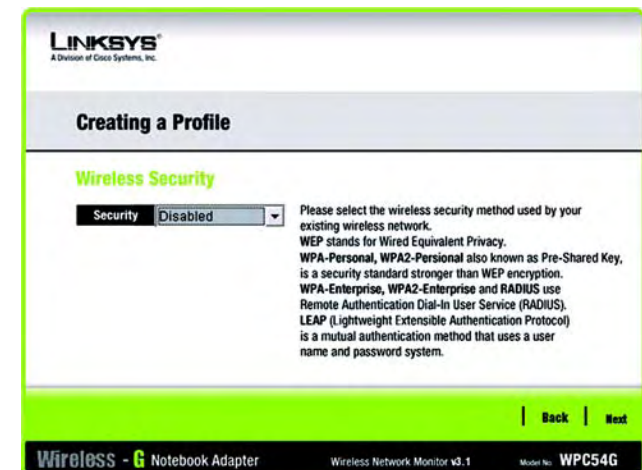 LINKSYS®
A Division of Cisco Systems, Inc.
Creating a Profile
Wireless Security
Security Disabled
Please select the wireless security method used by your
existing wireless network.
WEP stands for Wired Equivalent Privacy.
WPA-Personal, WPA2-Persional also known as Pre-Shared Key,
is a security standard stronger than WEP encryption.
WPA-Enterprise, WPA2-Enterprise and RADIUS use
Remote Authentication Dial-In User Service (RADIUS).
LEAP (Lightweight Extensible Authentication Protocol)
is a mutual authentication method that uses a user
name and password system.
Back Next
Wireless - G Notebook Adapter Wireless Network Monitor v3.1 Model No. WPC54G